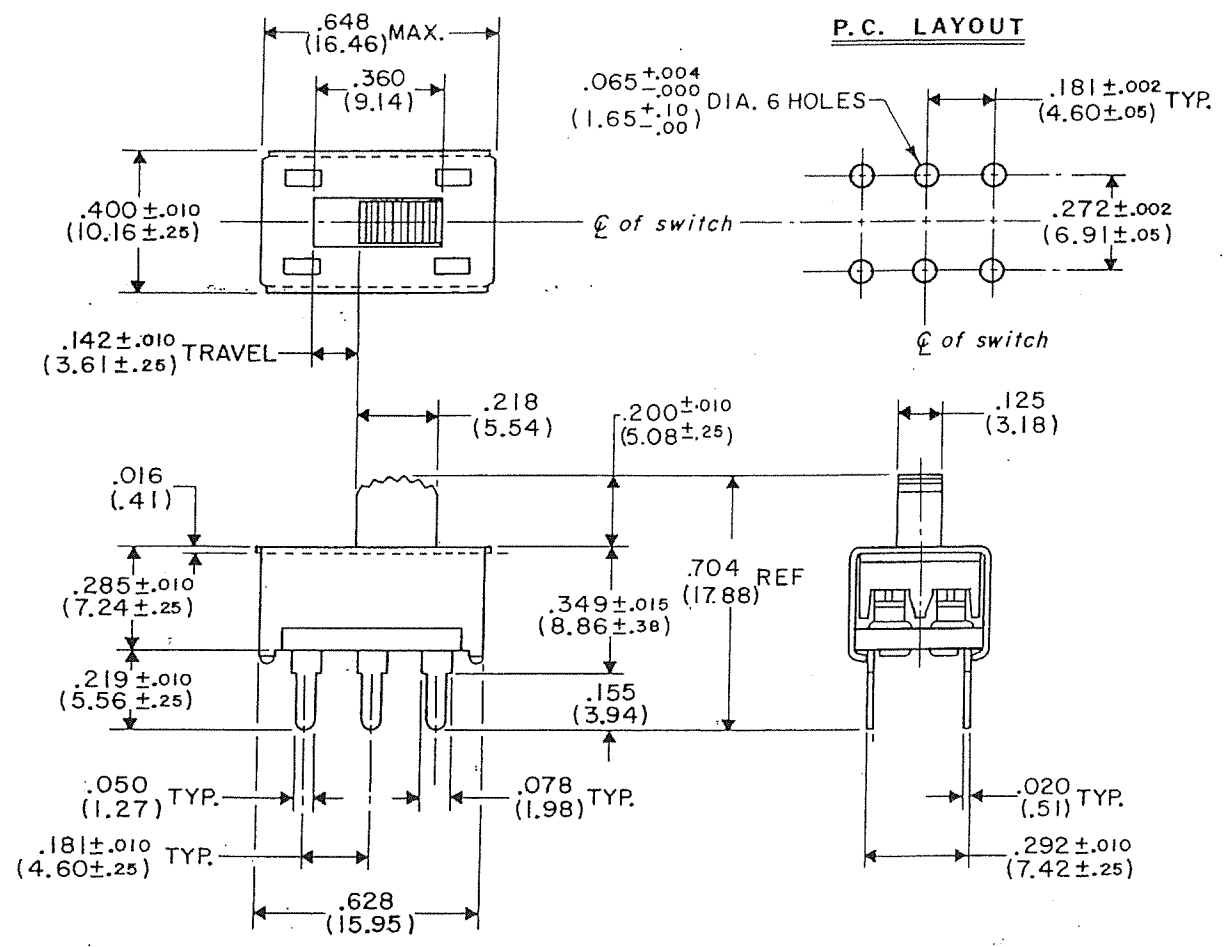 .648
(16.46) MAX.
.360
(9.14)
.400 ±.010
(10.16 ±.25)
.142 ±.010
(3.61 ±.25) TRAVEL
P.C. LAYOUT
.065 +.004 -.000
(1.65 +.10 -.00) DIA. 6 HOLES
.181 ±.002
(4.60 ±.05) TYP.
.272 ±.002
(6.91 ±.05)
℄ of switch
℄ of switch
.218
(5.54)
.200 ±.010
(5.08 ±.25)
.125
(3.18)
.016
(.41)
.285 ±.010
(7.24 ±.25)
.349 ±.015
(8.86 ±.38)
.704
(17.88) REF
.219 ±.010
(5.56 ±.25)
.155
(3.94)
.050
(1.27) TYP.
.078
(1.98) TYP.
.020
(.51) TYP.
.181 ±.010
(4.60 ±.25) TYP.
.292 ±.010
(7.42 ±.25)
.628
(15.95)